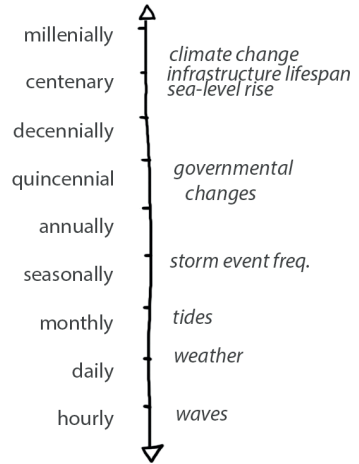 millenially
climate change
centenary
infrastructure lifespan
sea-level rise
decennially
quincennial
governmental
changes
annually
storm event freq.
seasonally
monthly
tides
weather
daily
hourly
waves